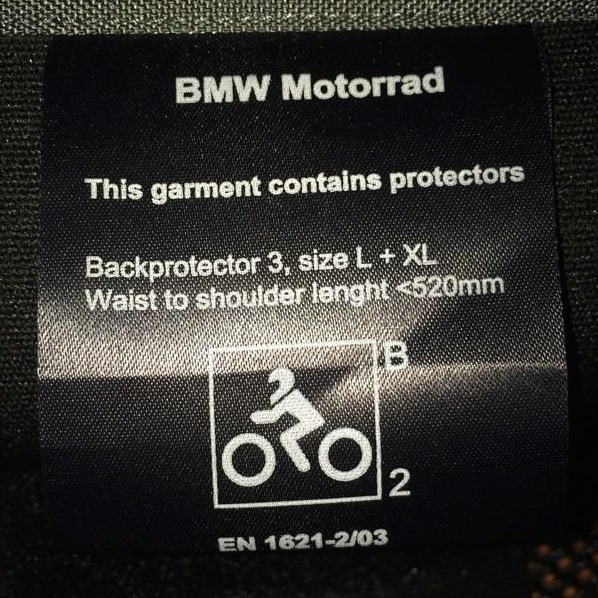 BMW Motorrad
This garment contains protectors
Backprotector 3, size L + XL
Waist to shoulder lenght <520mm
B
2
EN 1621-2/03